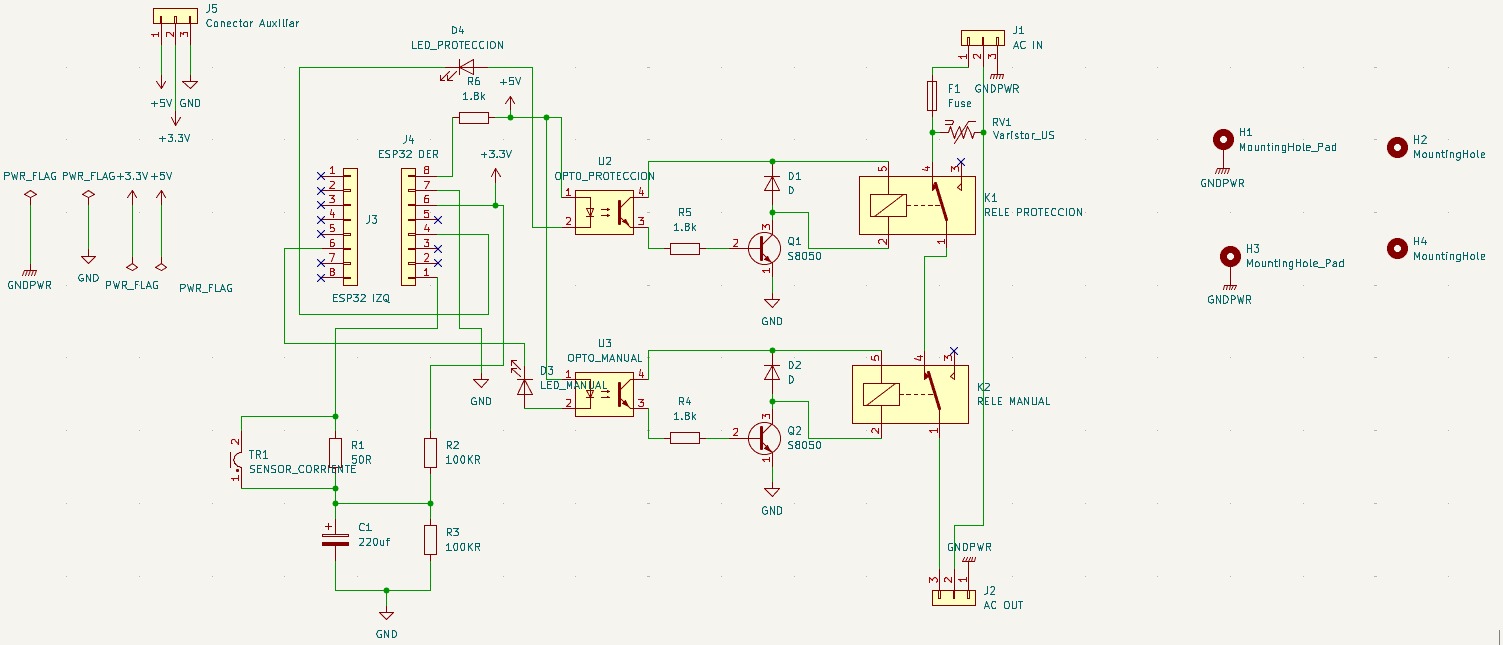 J5
Conector Auxiliar
1 2 3
+5V GND
+3.3V
PWR_FLAG PWR_FLAG +3.3V +5V
GNDPWR
GND
PWR_FLAG
PWR_FLAG
D4
LED_PROTECCION
R6
1.8k
+5V
J4
ESP32 DER
+3.3V
1
2
3
4
5
6
7
8
J3
ESP32 IZQ
8
7
6
5
4
3
2
1
GND
D3
LED_MANUAL
TR1
SENSOR_CORRIENTE
2
1
R1
50R
R2
100KR
C1
220uf
R3
100KR
GND
U2
OPTO_PROTECCION
1
2
4
3
R5
1.8k
D1
D
Q1
S8050
2
3
1
GND
U3
OPTO_MANUAL
1
2
4
3
R4
1.8k
D2
D
Q2
S8050
2
3
1
GND
J1
AC IN
1 2 3
GNDPWR
F1
Fuse
RV1
Varistor_US
5
4
3
2
1
K1
RELE PROTECCION
5
4
3
2
1
K2
RELE MANUAL
GNDPWR
3 2 1
J2
AC OUT
H1
MountingHole_Pad
GNDPWR
H2
MountingHole
H3
MountingHole_Pad
GNDPWR
H4
MountingHole